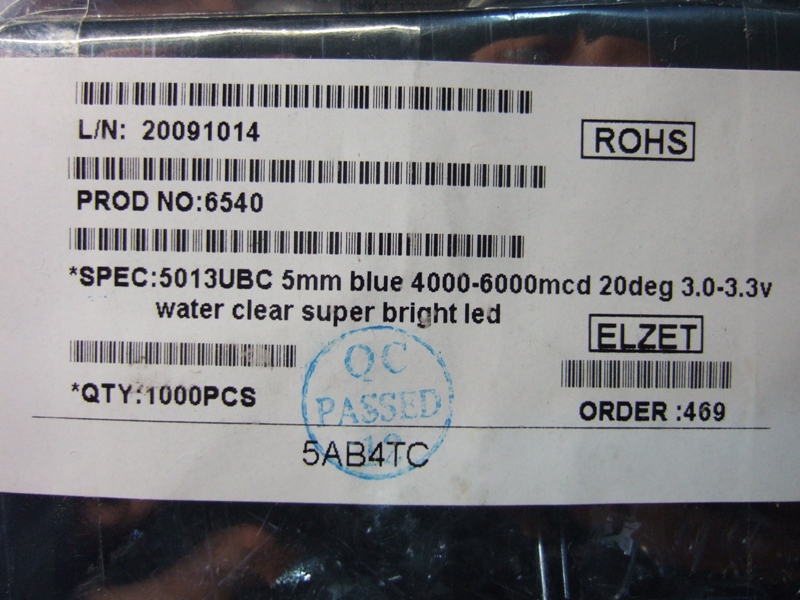 L/N: 20091014
ROHS
PROD NO:6540
*SPEC:5013UBC 5mm blue 4000-6000mcd 20deg 3.0-3.3v
water clear super bright led
ELZET
*QTY:1000PCS
ORDER :469
QC
PASSED
12
5AB4TC